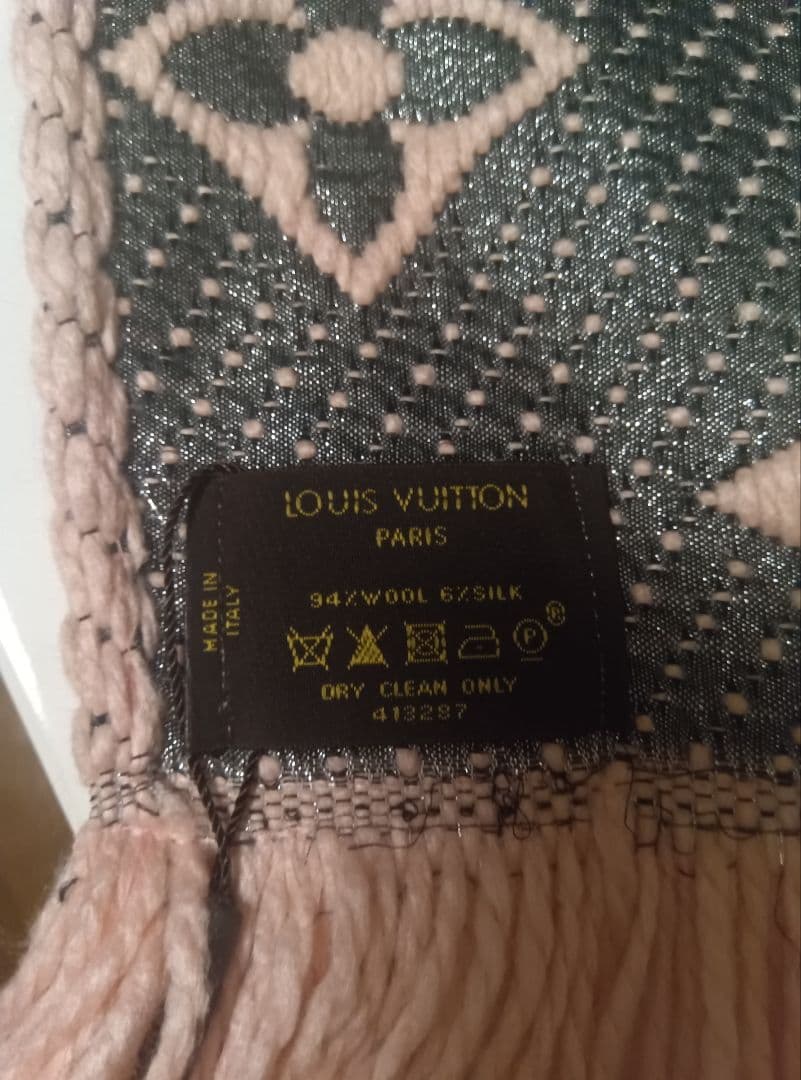 LOUIS VUITTON
PARIS
MADE IN
ITALY
94%WOOL 6%SILK
P ®
DRY CLEAN ONLY
413287